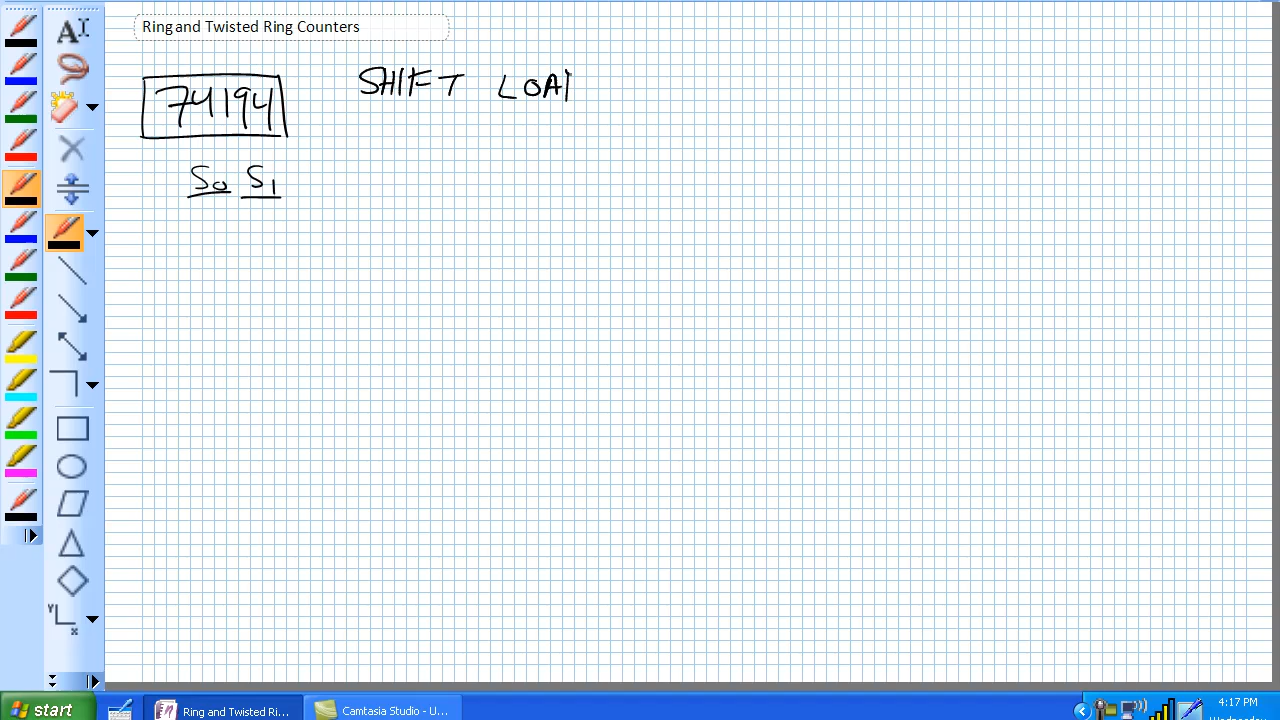 Ring and Twisted Ring Counters
74194
SHIFT LOA
S0 S1
start
Ring and Twisted Ri...
Camtasia Studio - U...
4:17 PM